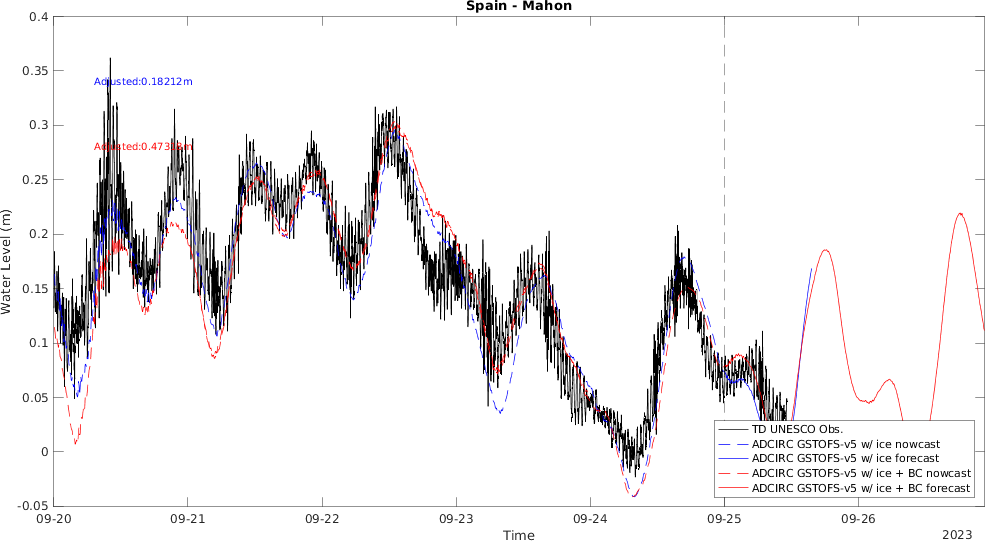 Spain - Mahon
0.4
0.35
0.3
0.25
0.2
0.15
0.1
0.05
0
-0.05
Water Level (m)
Adjusted:0.18212m
TD UNESCO Obs.
ADCIRC GSTOFS-v5 w/ ice nowcast
ADCIRC GSTOFS-v5 w/ ice forecast
ADCIRC GSTOFS-v5 w/ ice + BC nowcast
ADCIRC GSTOFS-v5 w/ ice + BC forecast
09-20
09-21
09-22
09-23
09-24
09-25
09-26
Time
2023